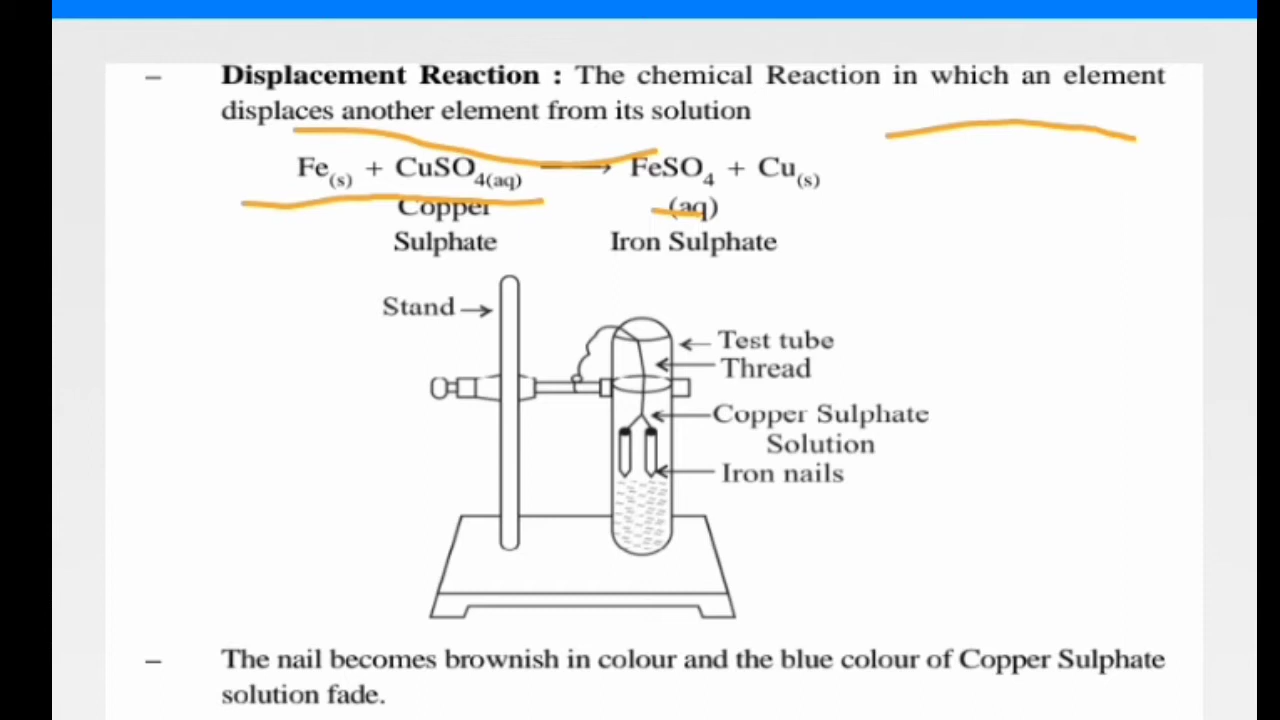 – Displacement Reaction : The chemical Reaction in which an element
displaces another element from its solution
Fe(s) + CuSO4(aq) ⟶ FeSO4 + Cu(s)
Copper (aq)
Sulphate Iron Sulphate
Stand
Test tube
Thread
Copper Sulphate
Solution
Iron nails
– The nail becomes brownish in colour and the blue colour of Copper Sulphate
solution fade.